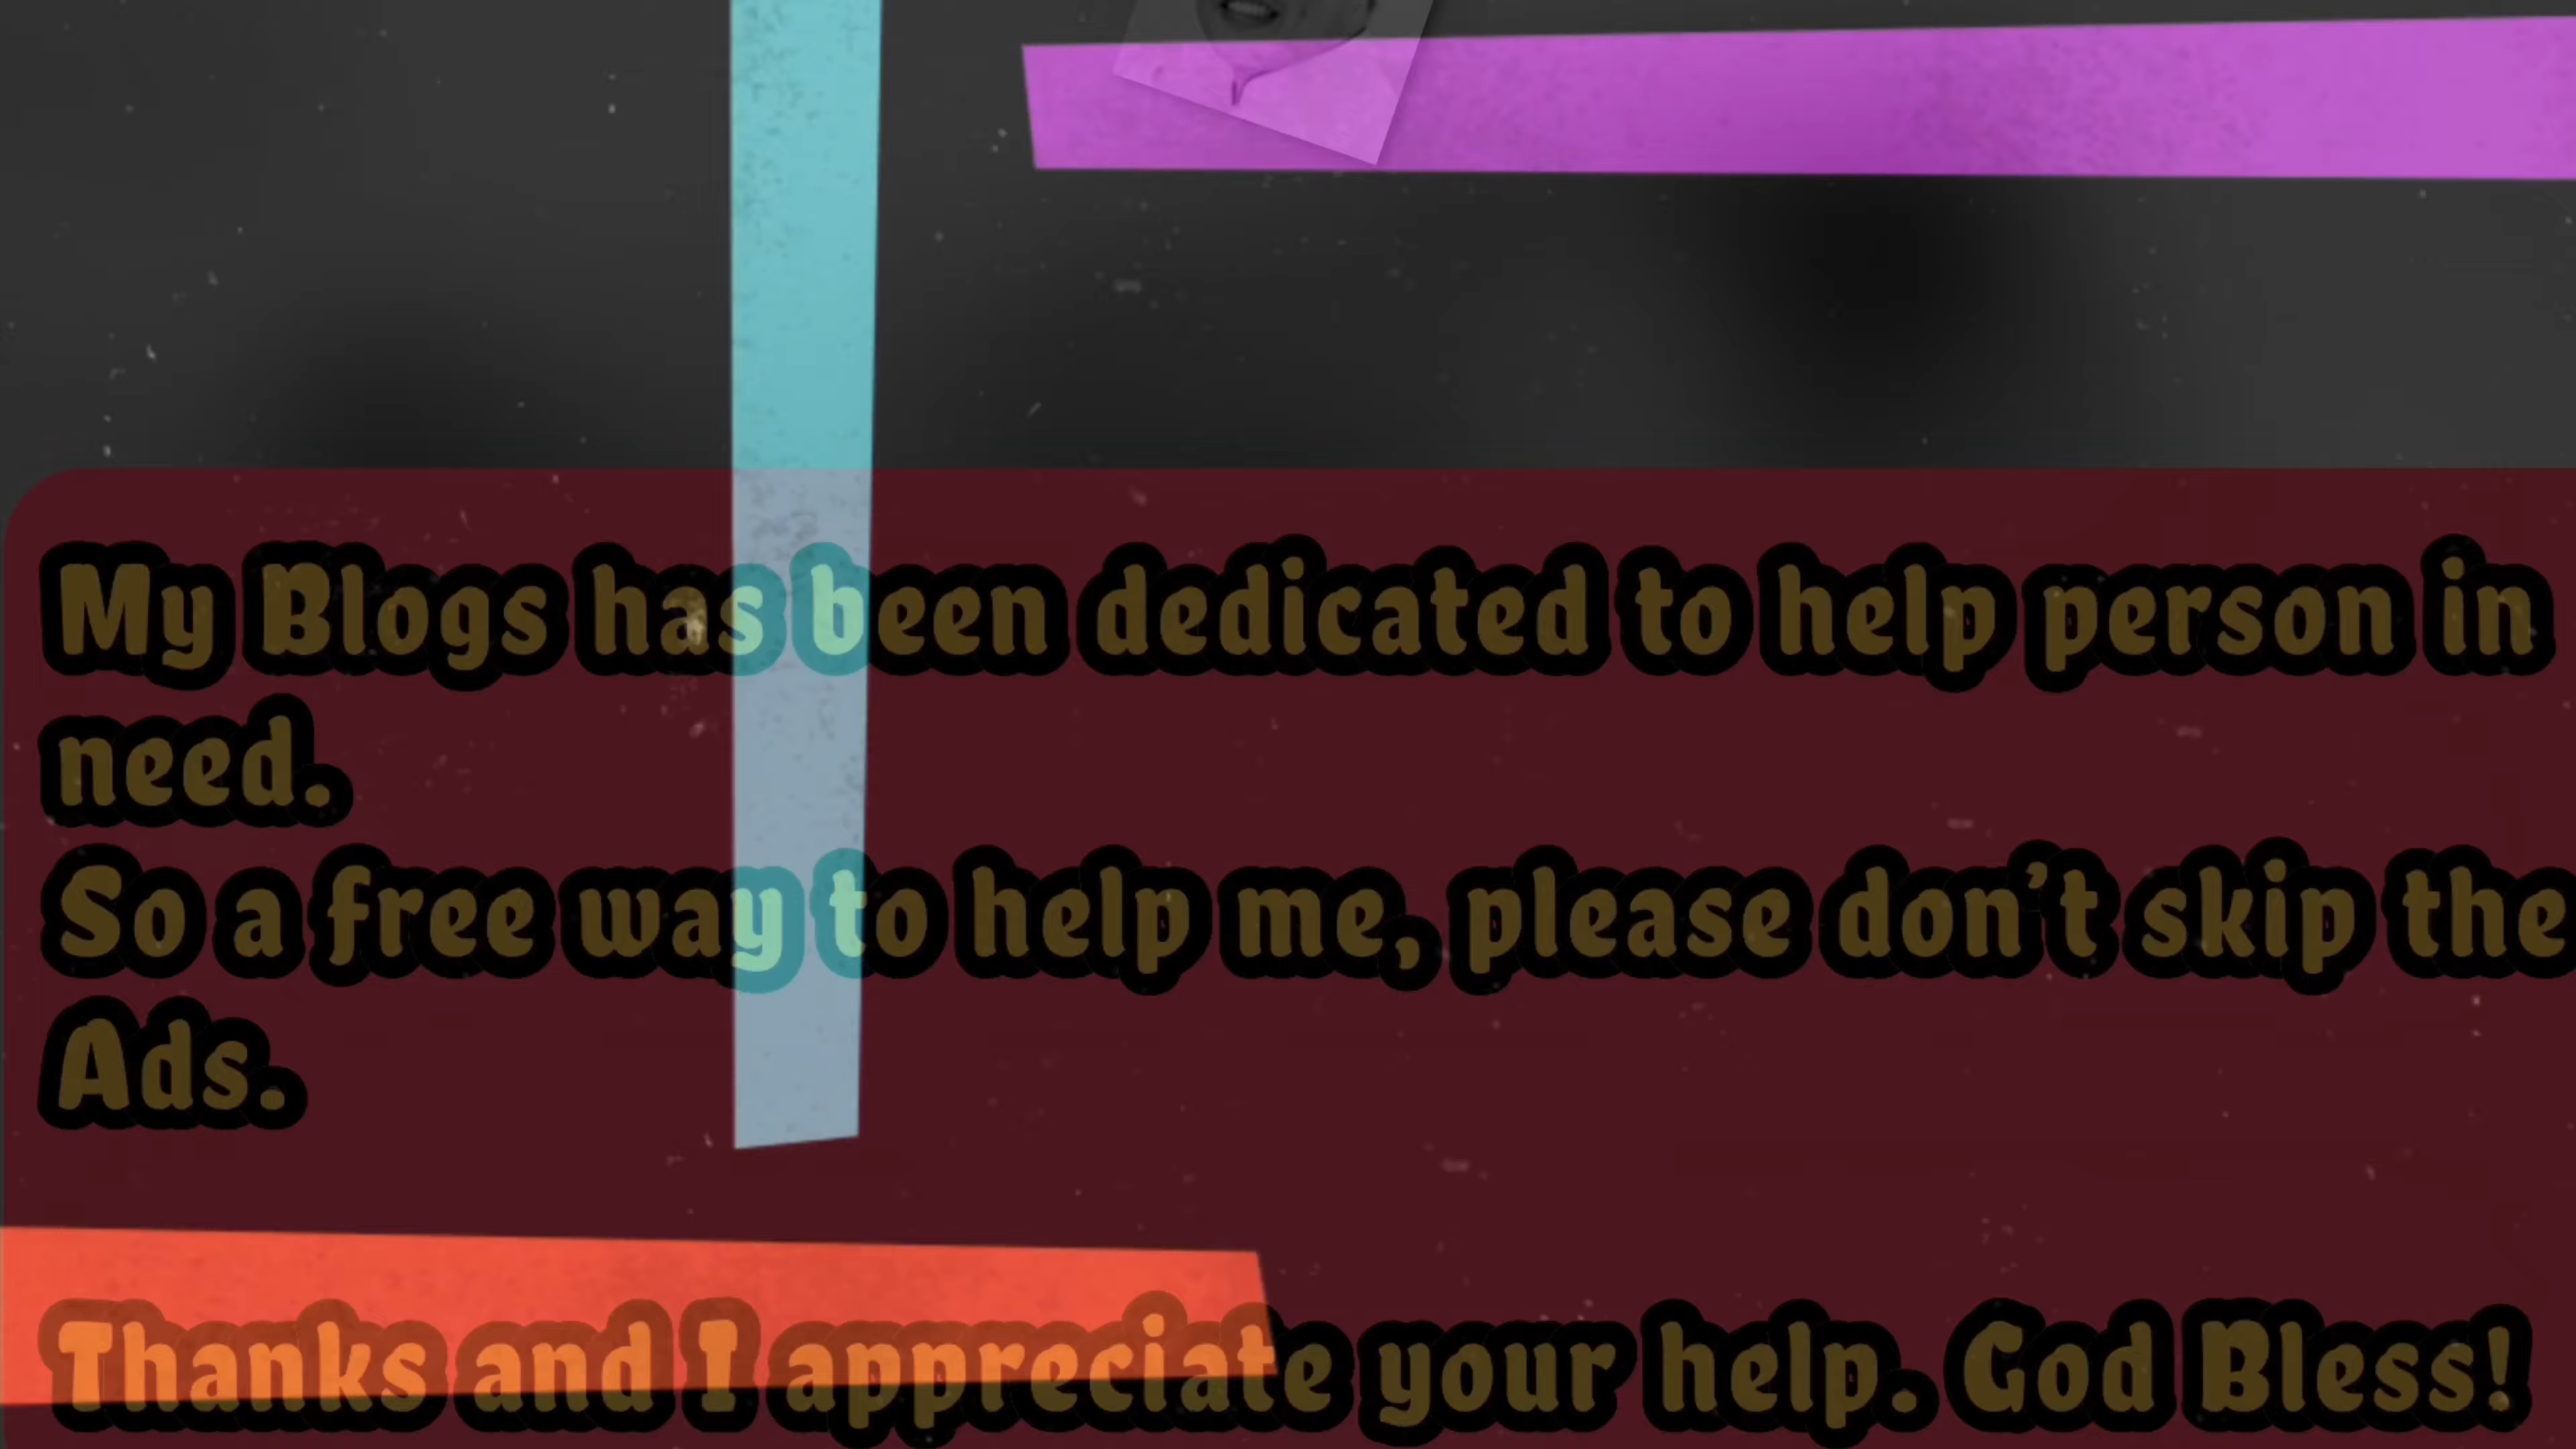 My Blogs has been dedicated to help person in
need.
So a free way to help me, please don't skip the
Ads.
Thanks and I appreciate your help. God Bless!